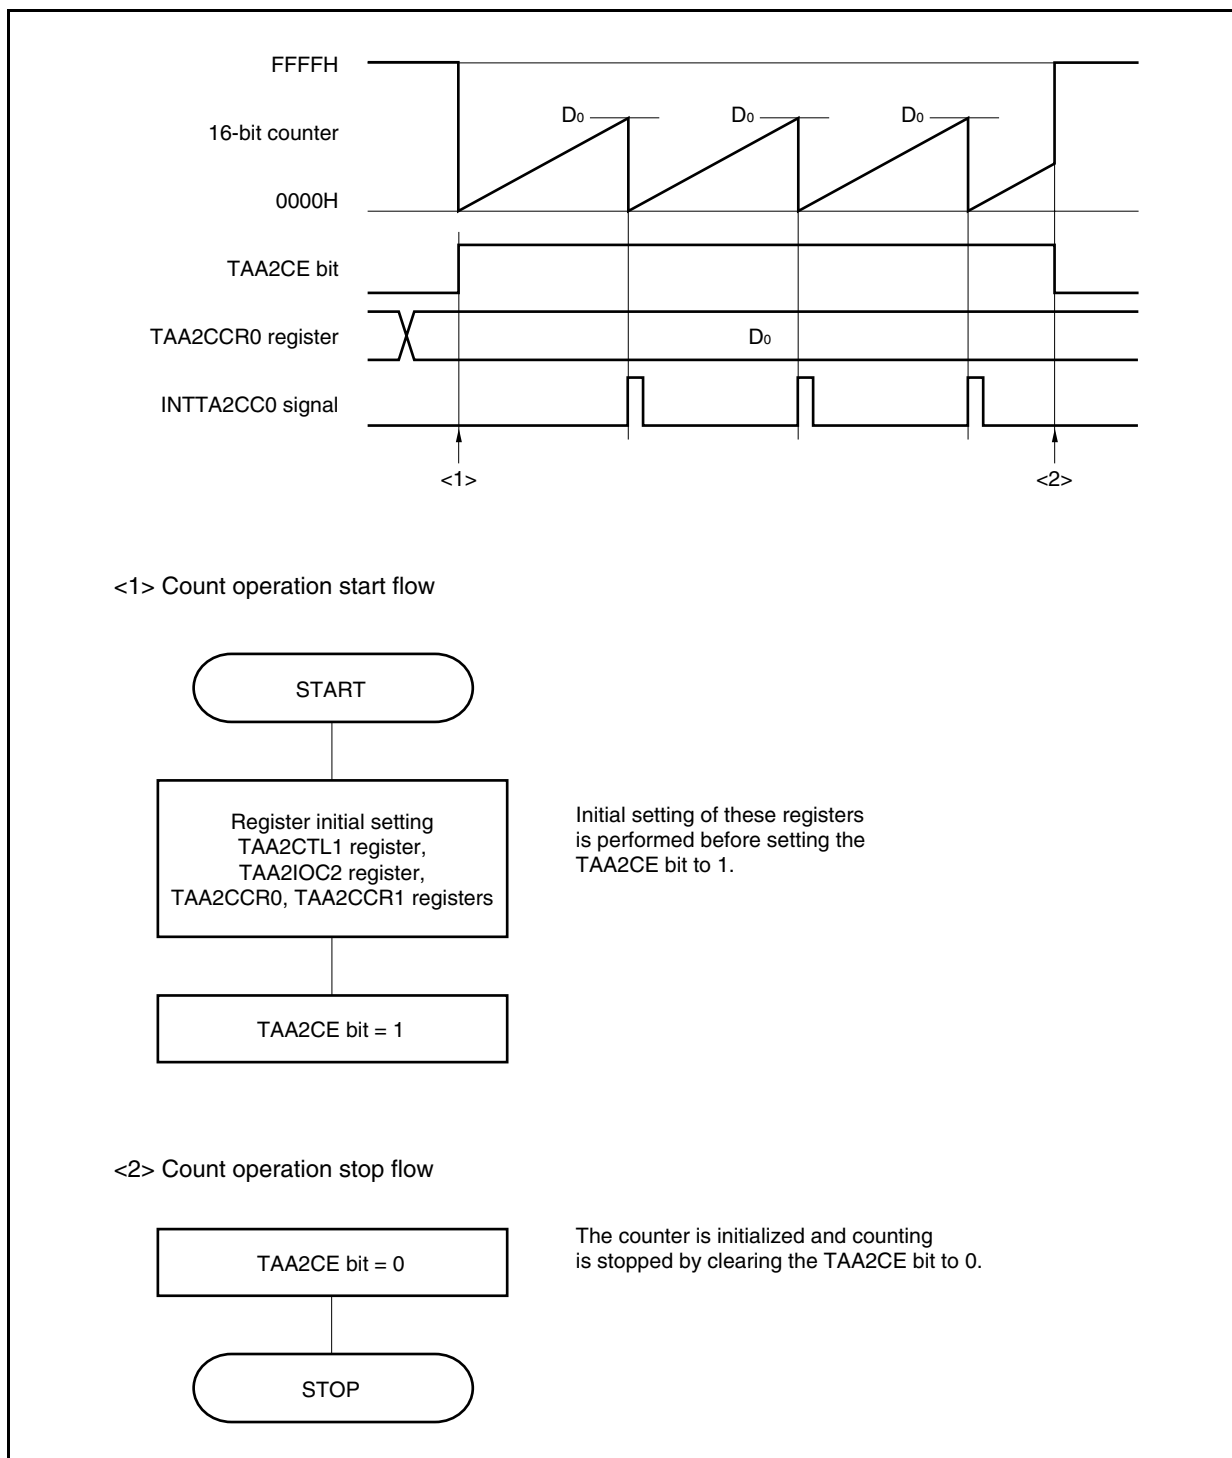 FFFFH
D0 D0 D0
16-bit counter
0000H
TAA2CE bit
TAA2CCR0 register
D0
INTTA2CC0 signal
<1> <2>
<1> Count operation start flow
START
Register initial setting
TAA2CTL1 register,
TAA2IOC2 register,
TAA2CCR0, TAA2CCR1 registers
Initial setting of these registers
is performed before setting the
TAA2CE bit to 1.
TAA2CE bit = 1
<2> Count operation stop flow
TAA2CE bit = 0
The counter is initialized and counting
is stopped by clearing the TAA2CE bit to 0.
STOP